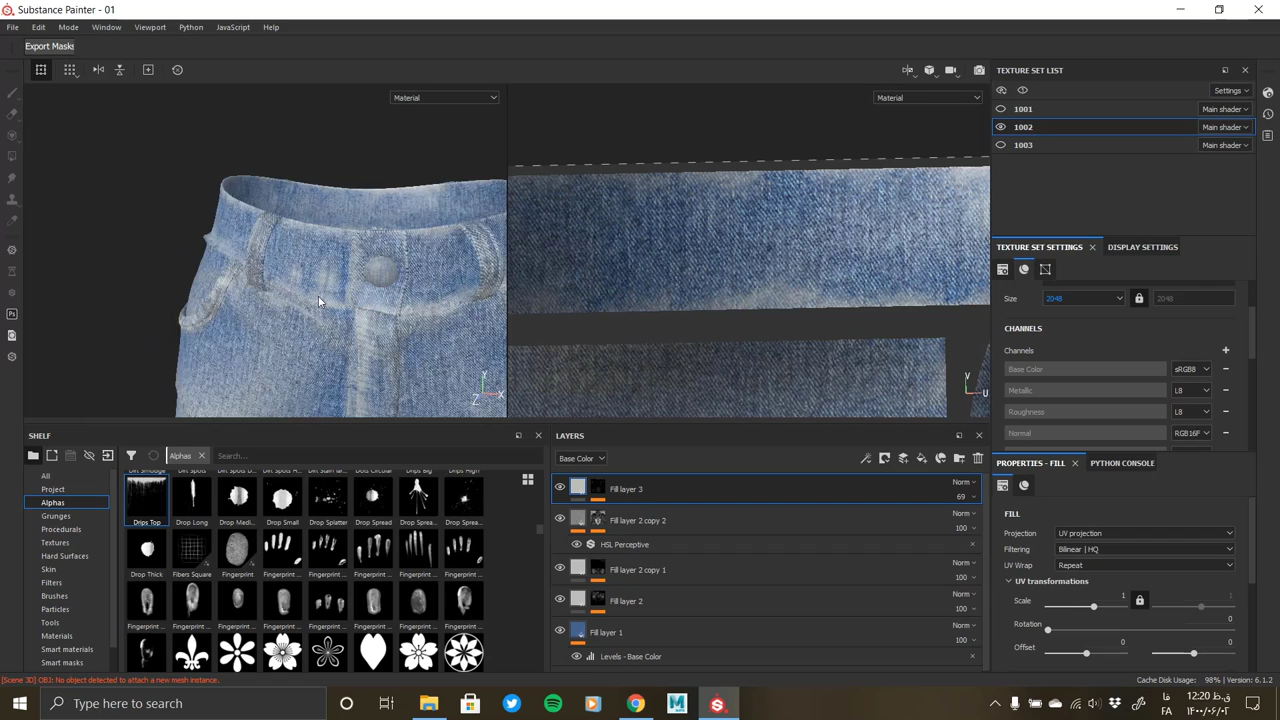 Substance Painter - 01
File Edit Mode Window Viewport Python JavaScript Help
Export Masks
Material
Material
TEXTURE SET LIST
Settings
1001 Main shader
1002 Main shader
1003 Main shader
TEXTURE SET SETTINGS DISPLAY SETTINGS
Size 2048 2048
CHANNELS
Channels
Base Color sRGB8
Metallic L8
Roughness L8
Normal RGB16F
Y
Z X
V
U
SHELF
Alphas Search...
All
Project
Alphas
Grunges
Procedurals
Textures
Hard Surfaces
Skin
Filters
Brushes
Particles
Tools
Materials
Smart materials
Smart masks
Drips Top Drop Long Drop Medi... Drop Small Drop Splatter Drop Spread Drop Sprea... Drop Sprea...
Drop Thick Fibers Square Fingerprint Fingerprint ... Fingerprint ... Fingerprint ... Fingerprint ... Fingerprint ...
Fingerprint ... Fingerprint ... Fingerprint ... Fingerprint ... Fingerprint ... Fingerprint ... Fingerprint ... Fingerprint ...
LAYERS
Base Color
Fill layer 3 Norm 69
Fill layer 2 copy 2 Norm 100
HSL Perceptive
Fill layer 2 copy 1 Norm 100
Fill layer 2 Norm 100
Fill layer 1 Norm 100
Levels - Base Color
PROPERTIES - FILL PYTHON CONSOLE
FILL
Projection UV projection
Filtering Bilinear | HQ
UV Wrap Repeat
UV transformations
Scale 1 1
Rotation 0
Offset 0 0
[Scene 3D] OBJ: No object detected to attach a new mesh instance.
Cache Disk Usage: 98% | Version: 6.1.2
Type here to search
FA